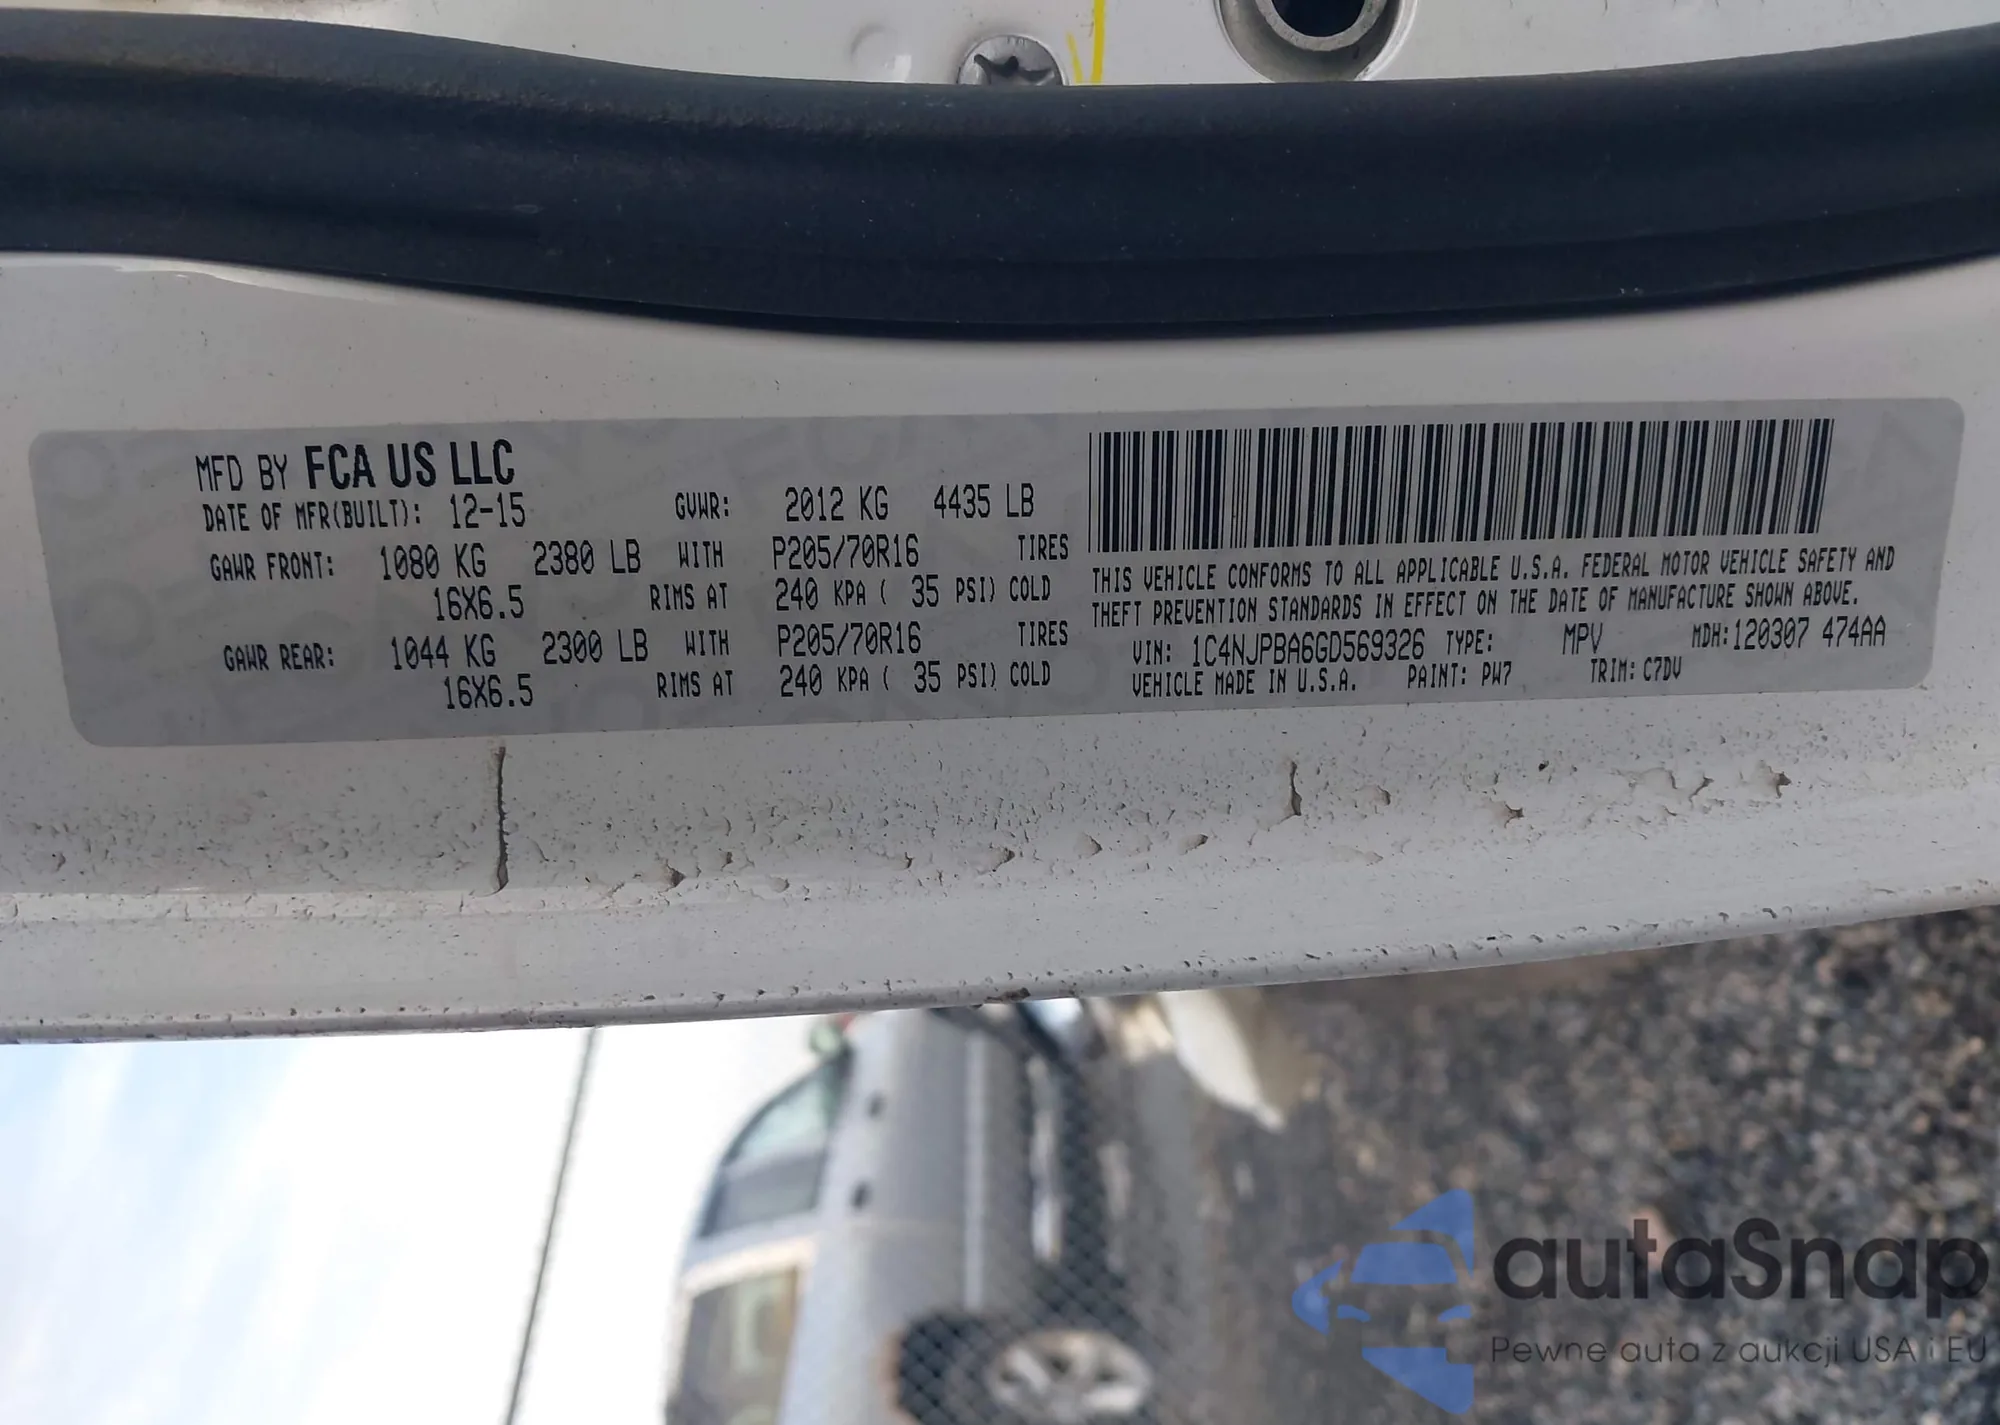 MFD BY FCA US LLC
DATE OF MFR(BUILT): 12-15 GVWR: 2012 KG 4435 LB
GAWR FRONT: 1080 KG 2380 LB WITH P205/70R16 TIRES
16X6.5 RIMS AT 240 KPA ( 35 PSI) COLD
GAWR REAR: 1044 KG 2300 LB WITH P205/70R16 TIRES
16X6.5 RIMS AT 240 KPA ( 35 PSI) COLD
THIS VEHICLE CONFORMS TO ALL APPLICABLE U.S.A. FEDERAL MOTOR VEHICLE SAFETY AND
THEFT PREVENTION STANDARDS IN EFFECT ON THE DATE OF MANUFACTURE SHOWN ABOVE.
VIN: 1C4NJPBA6GD569326 TYPE: MPV MDH:120307 474AA
VEHICLE MADE IN U.S.A. PAINT: PW7 TRIM: C7DV
autaSnap
Pewne auta z aukcji USA i EU